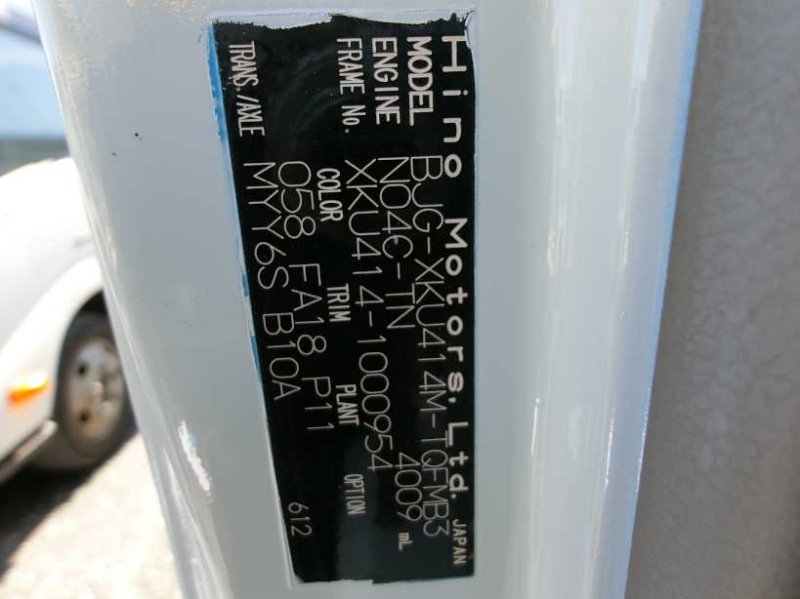 Hino Motors, Ltd. JAPAN
MODEL BJG-XKU414M-TQFMB3
ENGINE N04C-TN 4009 mL
FRAME No. XKU414-1000954
COLOR TRIM PLANT OPTION
058 FA18 P11
TRANS./AXLE MYY6S B10A 612